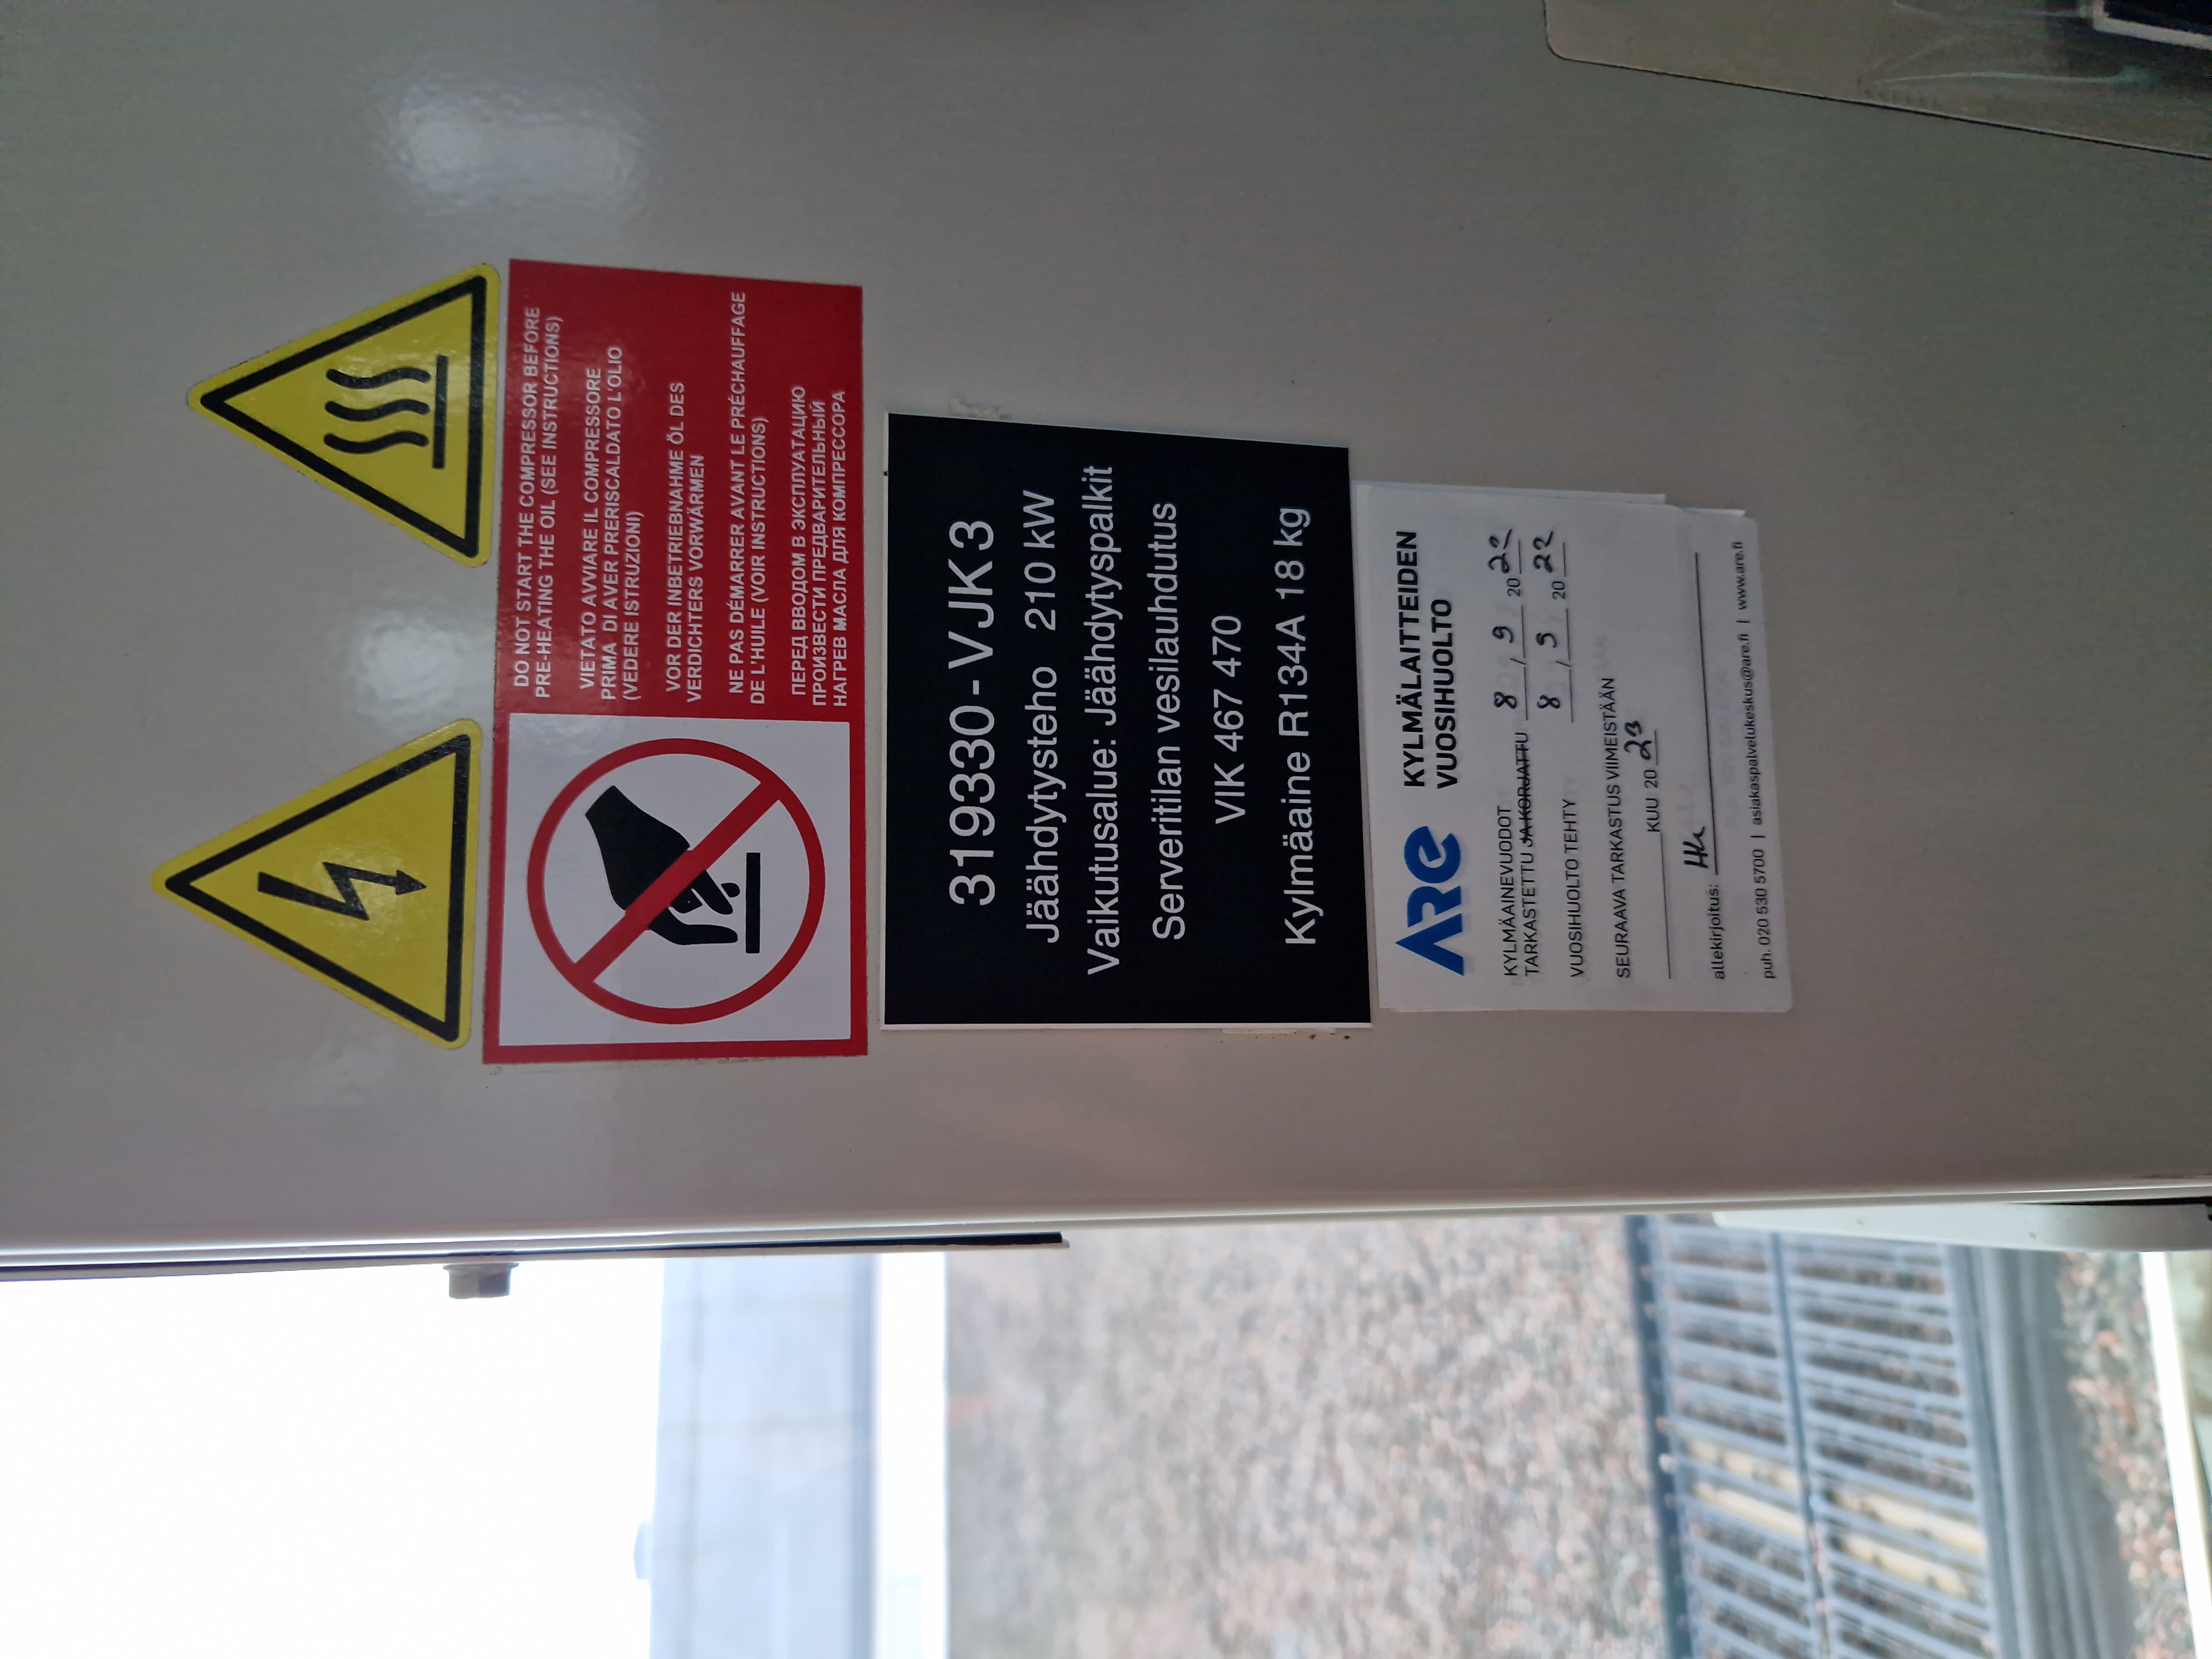 DO NOT START THE COMPRESSOR BEFORE
PRE-HEATING THE OIL (SEE INSTRUCTIONS)
VIETATO AVVIARE IL COMPRESSORE
PRIMA DI AVER PRERISCALDATO L'OLIO
(VEDERE ISTRUZIONI)
VOR DER INBETRIEBNAHME ÖL DES
VERDICHTERS VORWÄRMEN
NE PAS DÉMARRER AVANT LE PRÉCHAUFFAGE
DE L'HUILE (VOIR INSTRUCTIONS)
ПЕРЕД ВВОДОМ В ЭКСПЛУАТАЦИЮ
ПРОИЗВЕСТИ ПРЕДВАРИТЕЛЬНЫЙ
НАГРЕВ МАСЛА ДЛЯ КОМПРЕССОРА
319330-VJK3
Jäähdytysteho 210 kW
Vaikutusalue: Jäähdytyspalkit
Serveritilan vesilauhdutus
VIK 467 470
Kylmäaine R134A 18 kg
Are KYLMÄLAITTEIDEN
VUOSIHUOLTO
KYLMÄAINEVUODOT
TARKASTETTU JA KORJATTU 8 / 9 2022
VUOSIHUOLTO TEHTY 8 / 9 2022
SEURAAVA TARKASTUS VIIMEISTÄÄN
KUU 2023
allekirjoitus:
puh. 020 530 5700 | asiakaspalvelukeskus@are.fi | www.are.fi